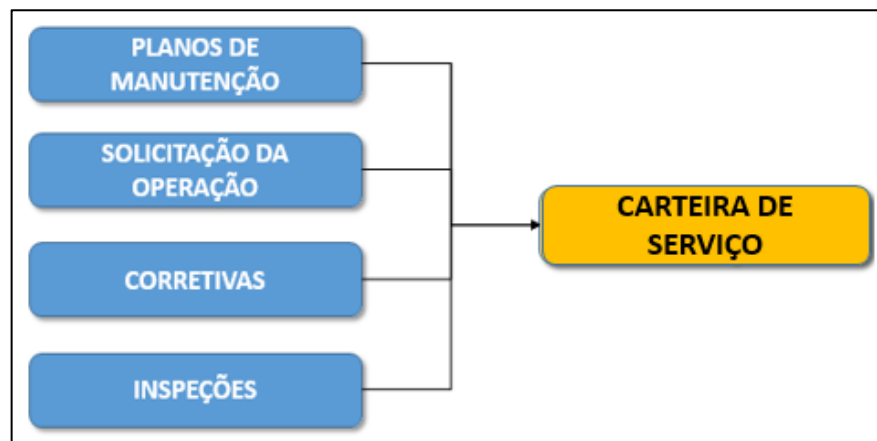 PLANOS DE
MANUTENÇÃO
SOLICITAÇÃO DA
OPERAÇÃO
CORRETIVAS
INSPEÇÕES
CARTEIRA DE
SERVIÇO